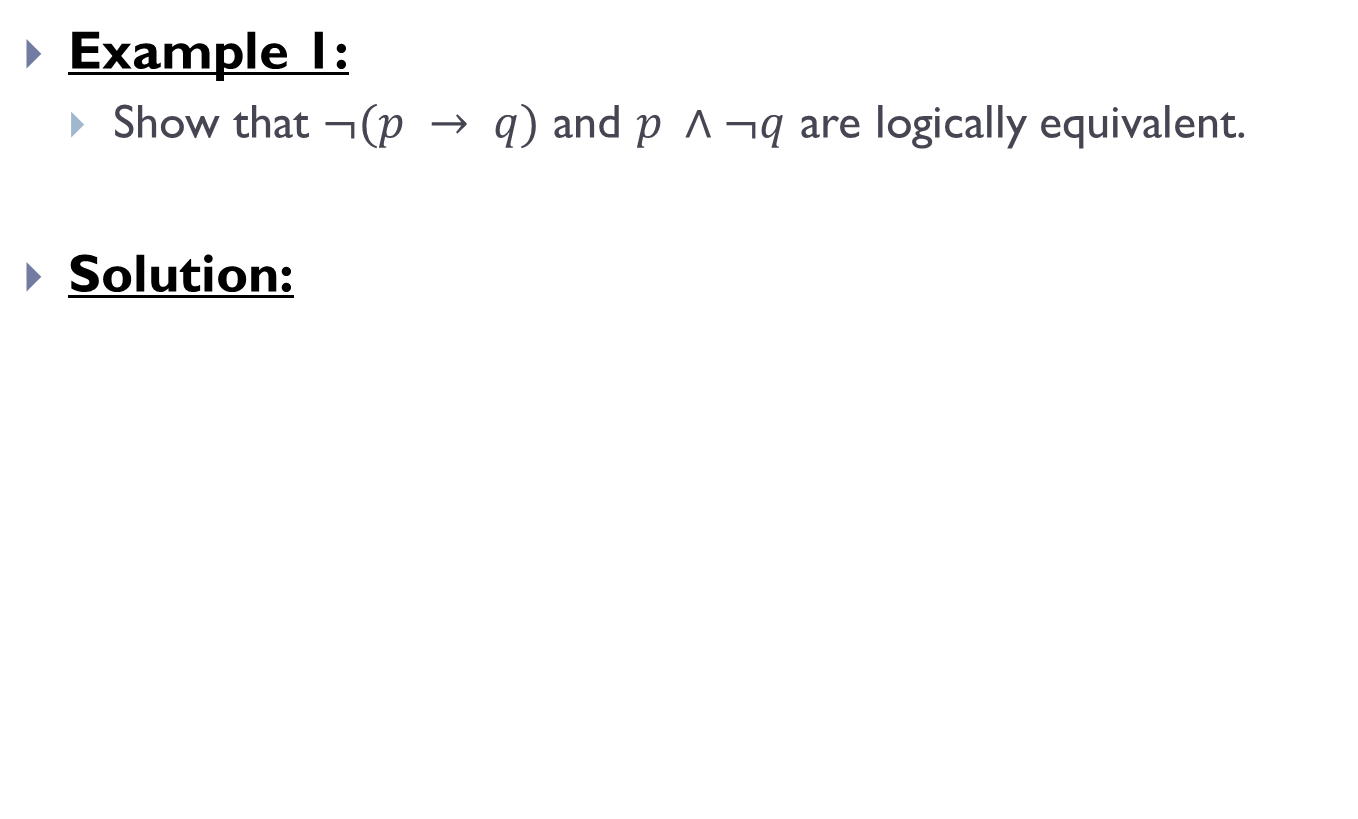 Example 1:
Show that ¬(p → q) and p ∧ ¬q are logically equivalent.
Solution: